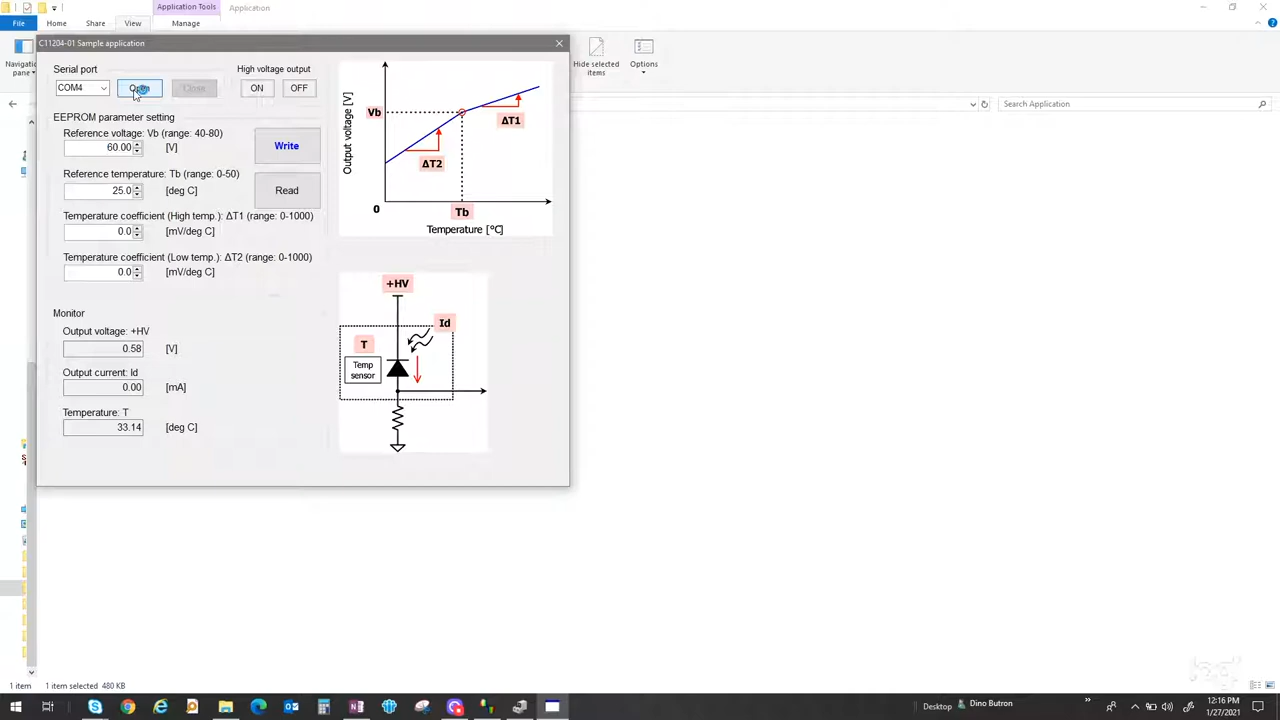 Application Tools
Application
File
Home
Share
View
Manage
C11204-01 Sample application
Navigation
pane
Hide selected
items
Options
Serial port
COM4
Open
Close
High voltage output
ON
OFF
Search Application
EEPROM parameter setting
Reference voltage: Vb (range: 40-80)
60.00
[V]
Write
Reference temperature: Tb (range: 0-50)
25.0
[deg C]
Read
Temperature coefficient (High temp.): ΔT1 (range: 0-1000)
0.0
[mV/deg C]
Temperature coefficient (Low temp.): ΔT2 (range: 0-1000)
0.0
[mV/deg C]
Output voltage [V]
Vb
ΔT1
ΔT2
0
Tb
Temperature [°C]
Monitor
Output voltage: +HV
0.58
[V]
Output current: Id
0.00
[mA]
Temperature: T
33.14
[deg C]
+HV
Id
T
Temp
sensor
1 item
1 item selected 480 KB
Desktop
Dino Butron
12:16 PM
1/27/2021